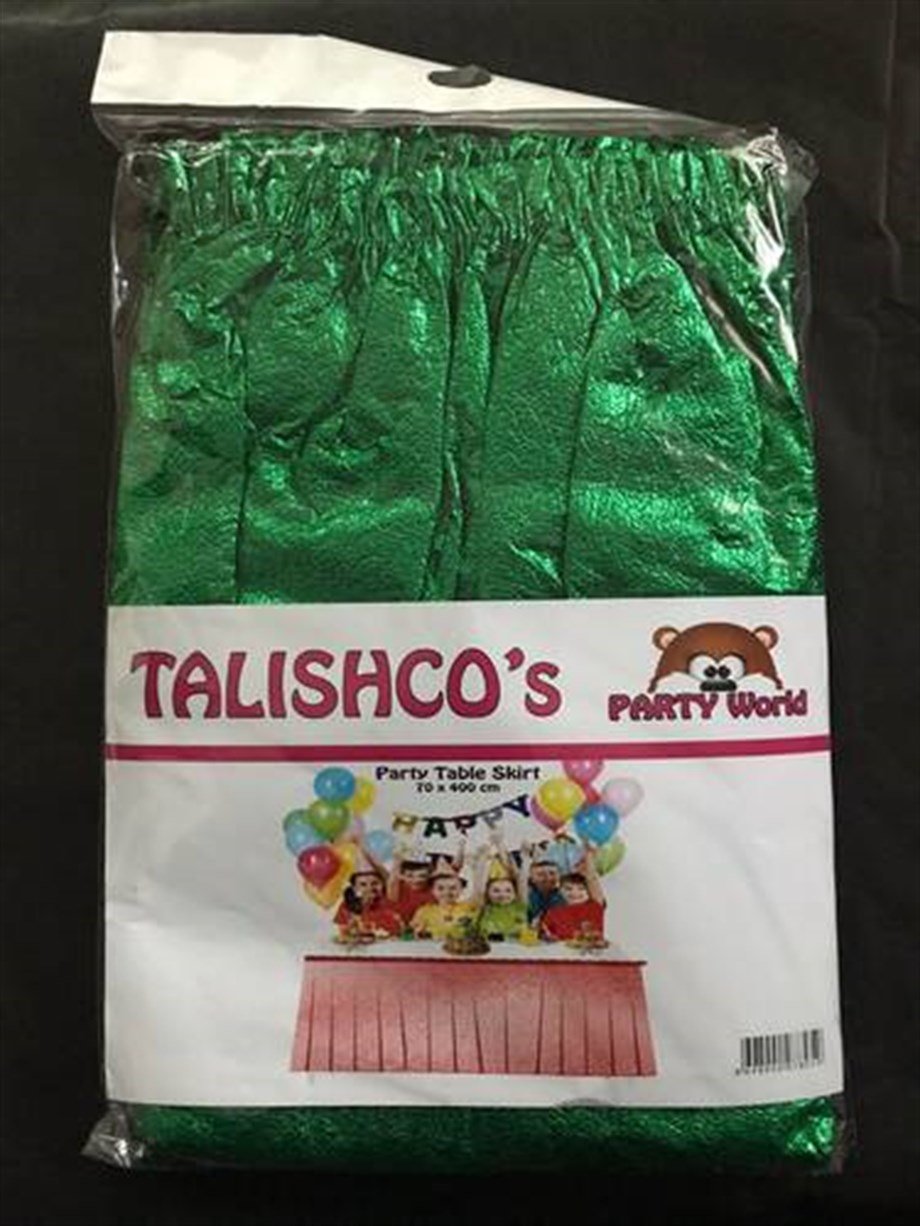 TALISHCO's
PARTY World
Party Table Skirt
70 x 400 cm
HAPPY